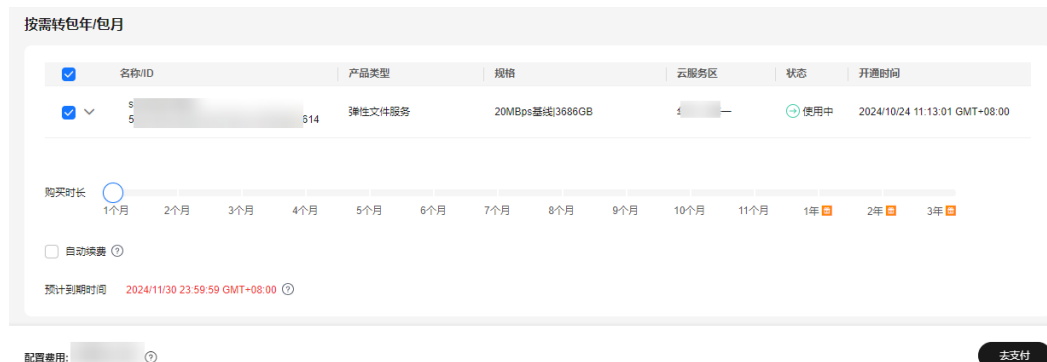 按需转包年/包月
名称/ID 产品类型 规格 云服务区 状态 开通时间
s
5 614 弹性文件服务 20MBps基线|3686GB 使用中 2024/10/24 11:13:01 GMT+08:00
购买时长
1个月 2个月 3个月 4个月 5个月 6个月 7个月 8个月 9个月 10个月 11个月 1年 2年 3年
自动续费
预计到期时间 2024/11/30 23:59:59 GMT+08:00
配置费用: 去支付